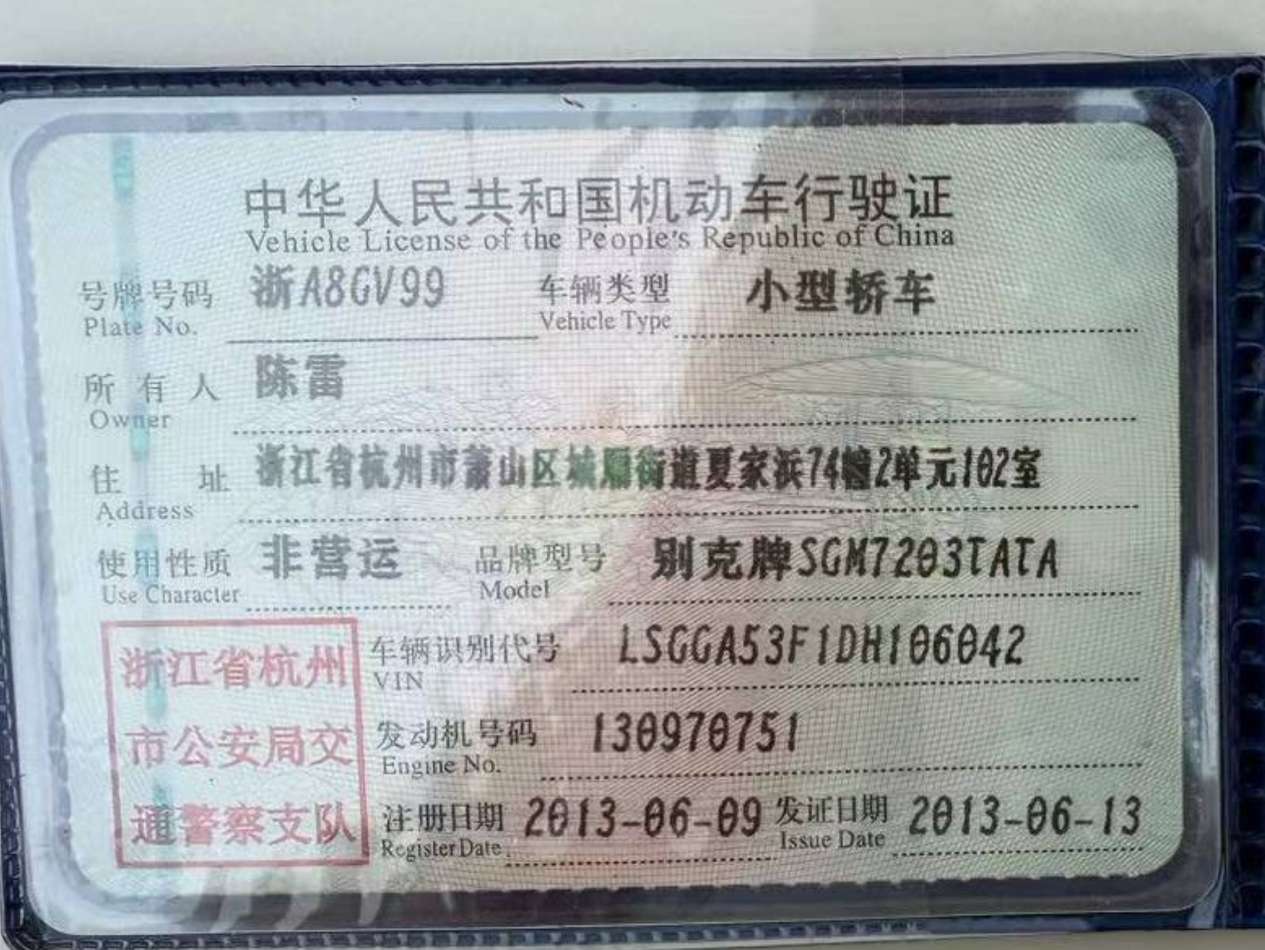 中华人民共和国机动车行驶证
Vehicle License of the People's Republic of China
号牌号码 浙A8GV99 车辆类型 小型轿车
Plate No. Vehicle Type
所有人 陈雷
Owner
住址 浙江省杭州市萧山区城厢街道夏家浜74幢2单元102室
Address
使用性质 非营运 品牌型号 别克牌SGM7203TATA
Use Character Model
浙江省杭州 车辆识别代号 LSGGA53F1DH106042
VIN
市公安局交 发动机号码 130970751
Engine No.
通警察支队 注册日期 2013-06-09 发证日期 2013-06-13
Register Date Issue Date